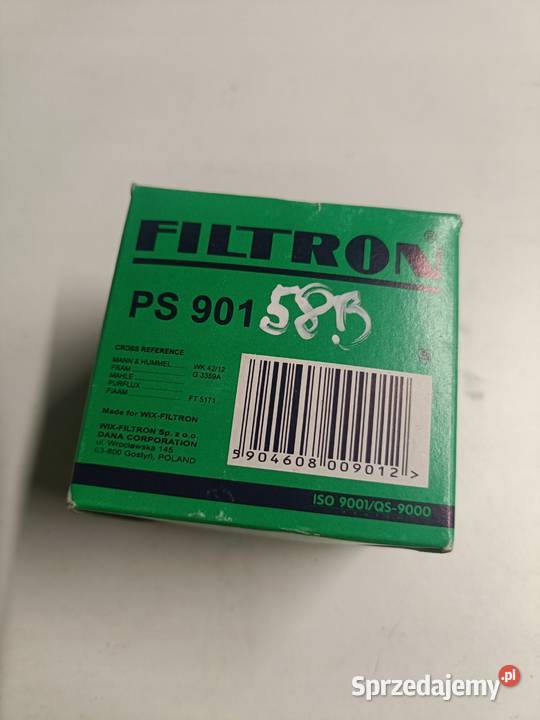 FILTRON®
PS 901 58B
CROSS REFERENCE
MANN & HUMMEL ........ WK 42/12
FRAM ........ G 3359A
MAHLE ........
PURFLUX ........
FIAAM ........ FT 5171
Made for WIX-FILTRON
WIX-FILTRON Sp. z o.o.
DANA CORPORATION
ul. Wrocławska 145
63-800 Gostyń, POLAND
5 904608 009012 >
ISO 9001/QS-9000
Sprzedajemy.pl